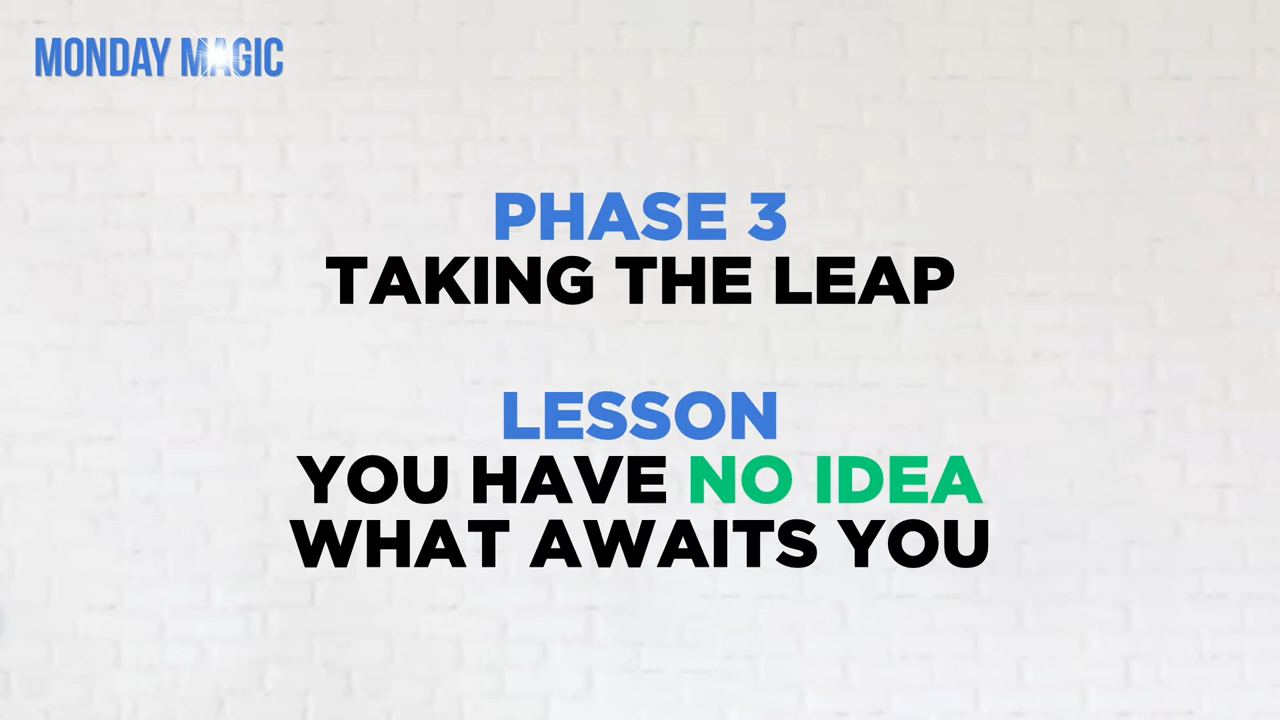 MONDAY MAGIC
PHASE 3
TAKING THE LEAP
LESSON
YOU HAVE NO IDEA
WHAT AWAITS YOU